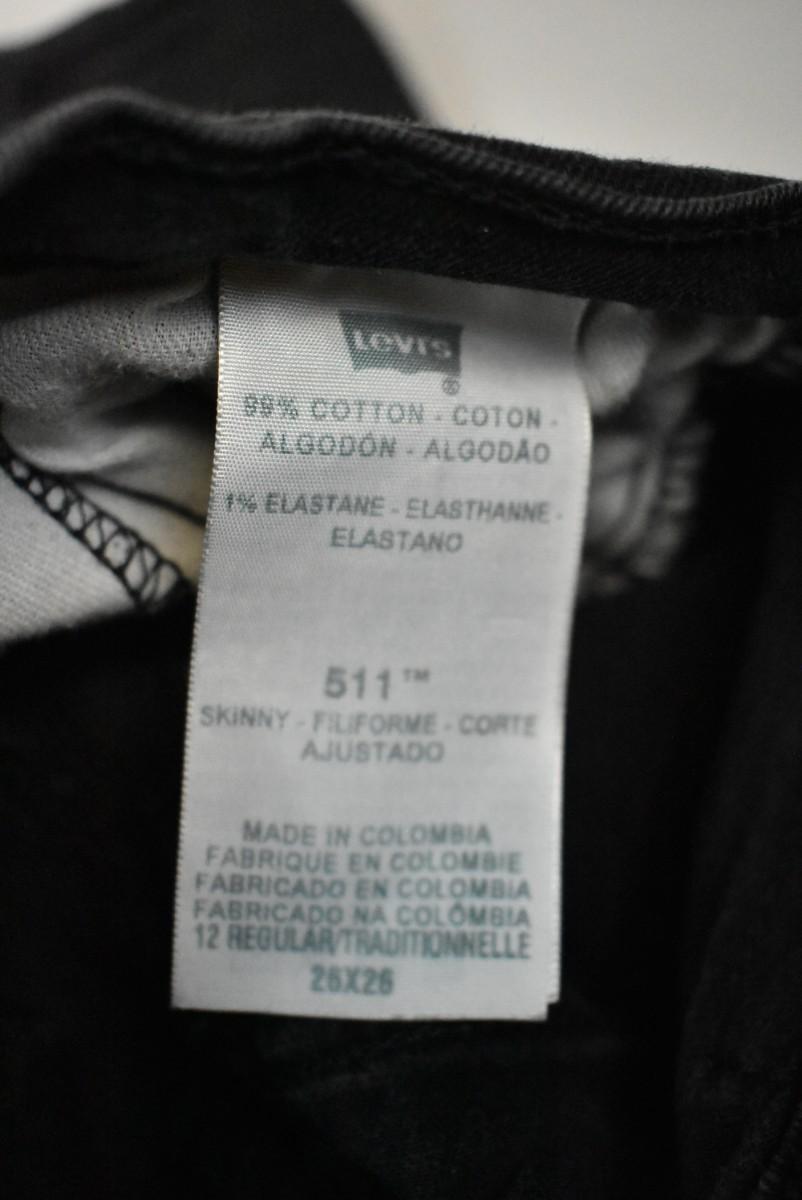 Levi's
®
99% COTTON - COTON -
ALGODÓN - ALGODÃO
1% ELASTANE - ELASTHANNE -
ELASTANO
511™
SKINNY - FILIFORME - CORTE
AJUSTADO
MADE IN COLOMBIA
FABRIQUE EN COLOMBIE
FABRICADO EN COLOMBIA
FABRICADO NA COLÔMBIA
12 REGULAR/TRADITIONNELLE
26X26